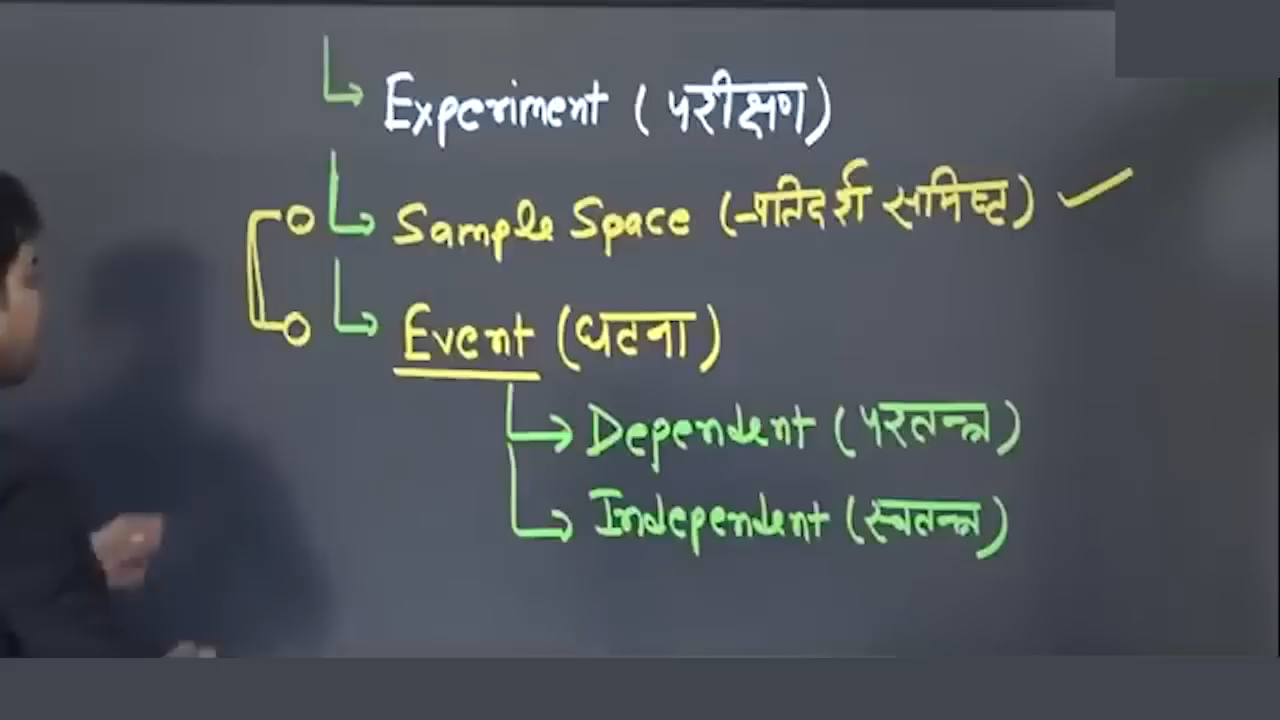 Experiment (परीक्षण)
Sample Space (प्रतिदर्श समष्टि)
Event (घटना)
Dependent (परतन्त्र)
Independent (स्वतन्त्र)